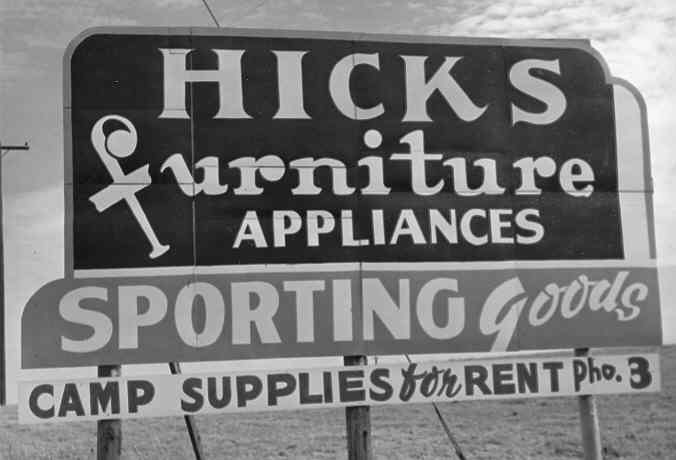 HICKS
furniture
APPLIANCES
SPORTING Goods
CAMP SUPPLIES for RENT Pho. 3